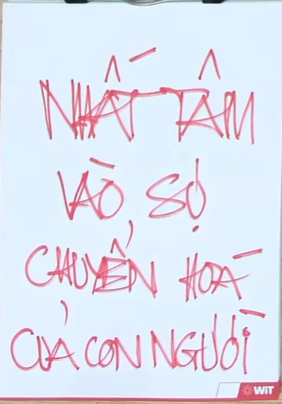 NHẤT TÂM
VÀO SỰ
CHUYỂN HOÁ
CỦA CON NGƯỜI
WiT